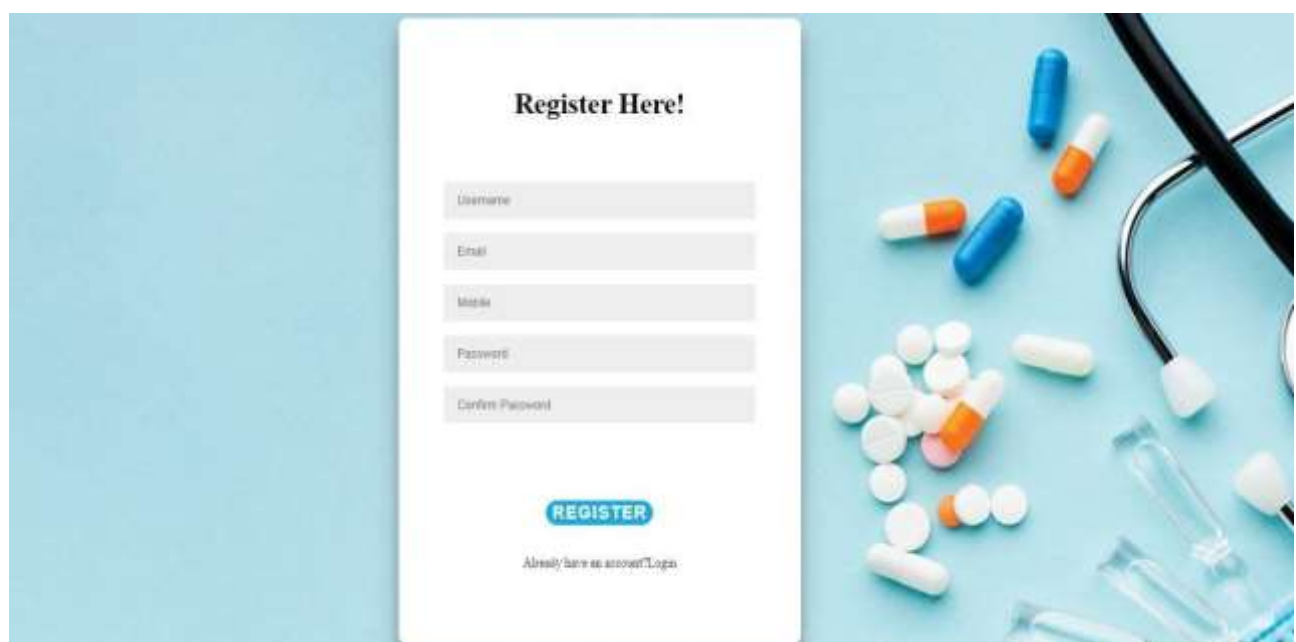 Register Here!
Username
Email
Mobile
Password
Confirm Password
REGISTER
Already have an account?Login